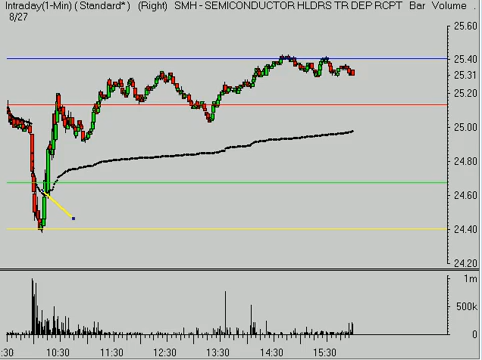 Intraday(1-Min) (Standard*) (Right) SMH - SEMICONDUCTOR HLDRS TR DEP RCPT Bar Volume .
8/27
25.60
25.40
25.31
25.20
25.00
24.80
24.60
24.40
24.20
1m
500k
0
:30 10:30 11:30 12:30 13:30 14:30 15:30